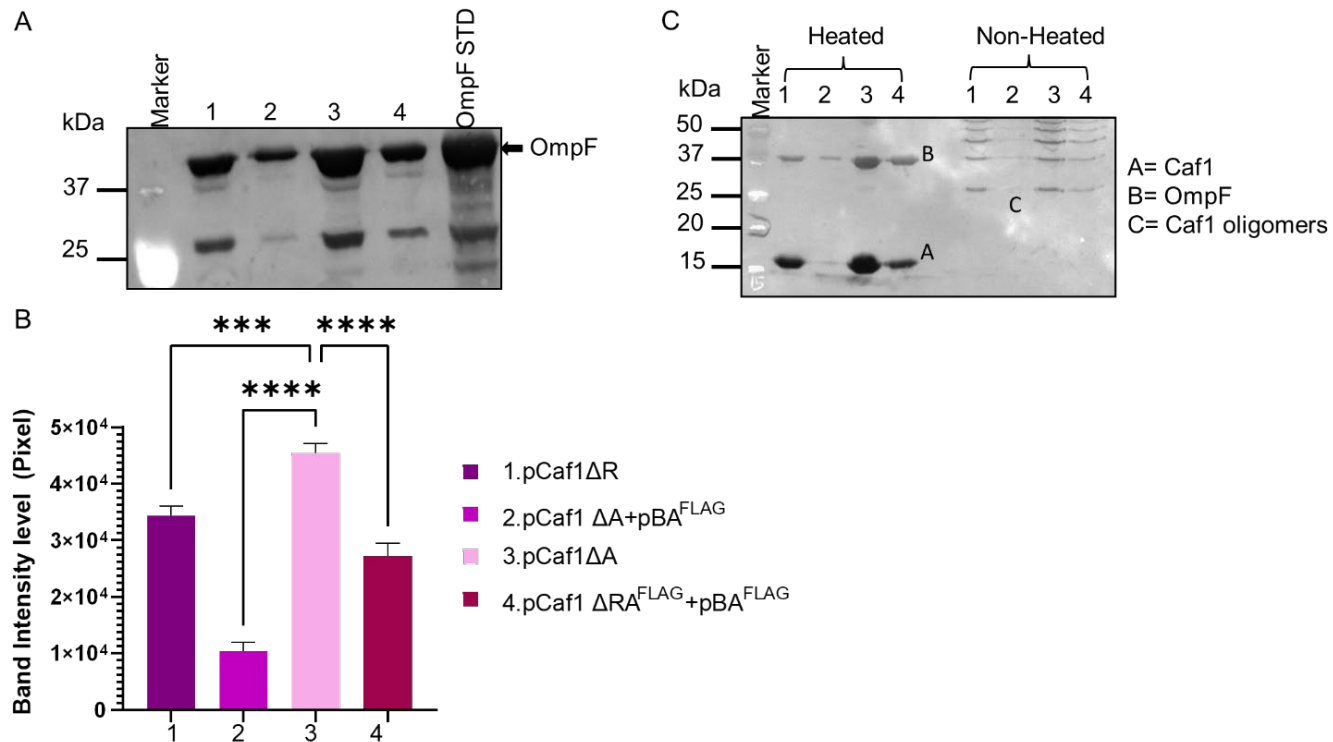 A
Marker
1 2 3 4
OmpF STD
kDa
OmpF
37
25
B
*** ****
****
Band Intensity level (Pixel)
5×10⁴
4×10⁴
3×10⁴
2×10⁴
1×10⁴
0
1 2 3 4
1.pCaf1ΔR
2.pCaf1 ΔA+pBA^FLAG
3.pCaf1ΔA
4.pCaf1 ΔRA^FLAG+pBA^FLAG
C
Heated Non-Heated
Marker
kDa
1 2 3 4 1 2 3 4
50
37
25
20
15
B
C
A
A= Caf1
B= OmpF
C= Caf1 oligomers